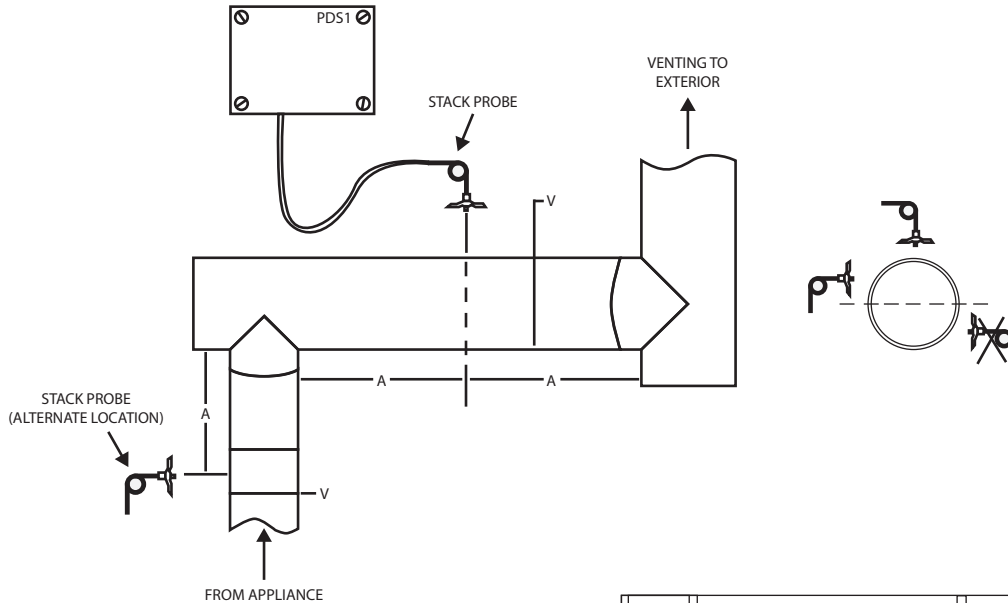 PDS1
VENTING TO
EXTERIOR
STACK PROBE
V
A
A
A
STACK PROBE
(ALTERNATE LOCATION)
V
FROM APPLIANCE